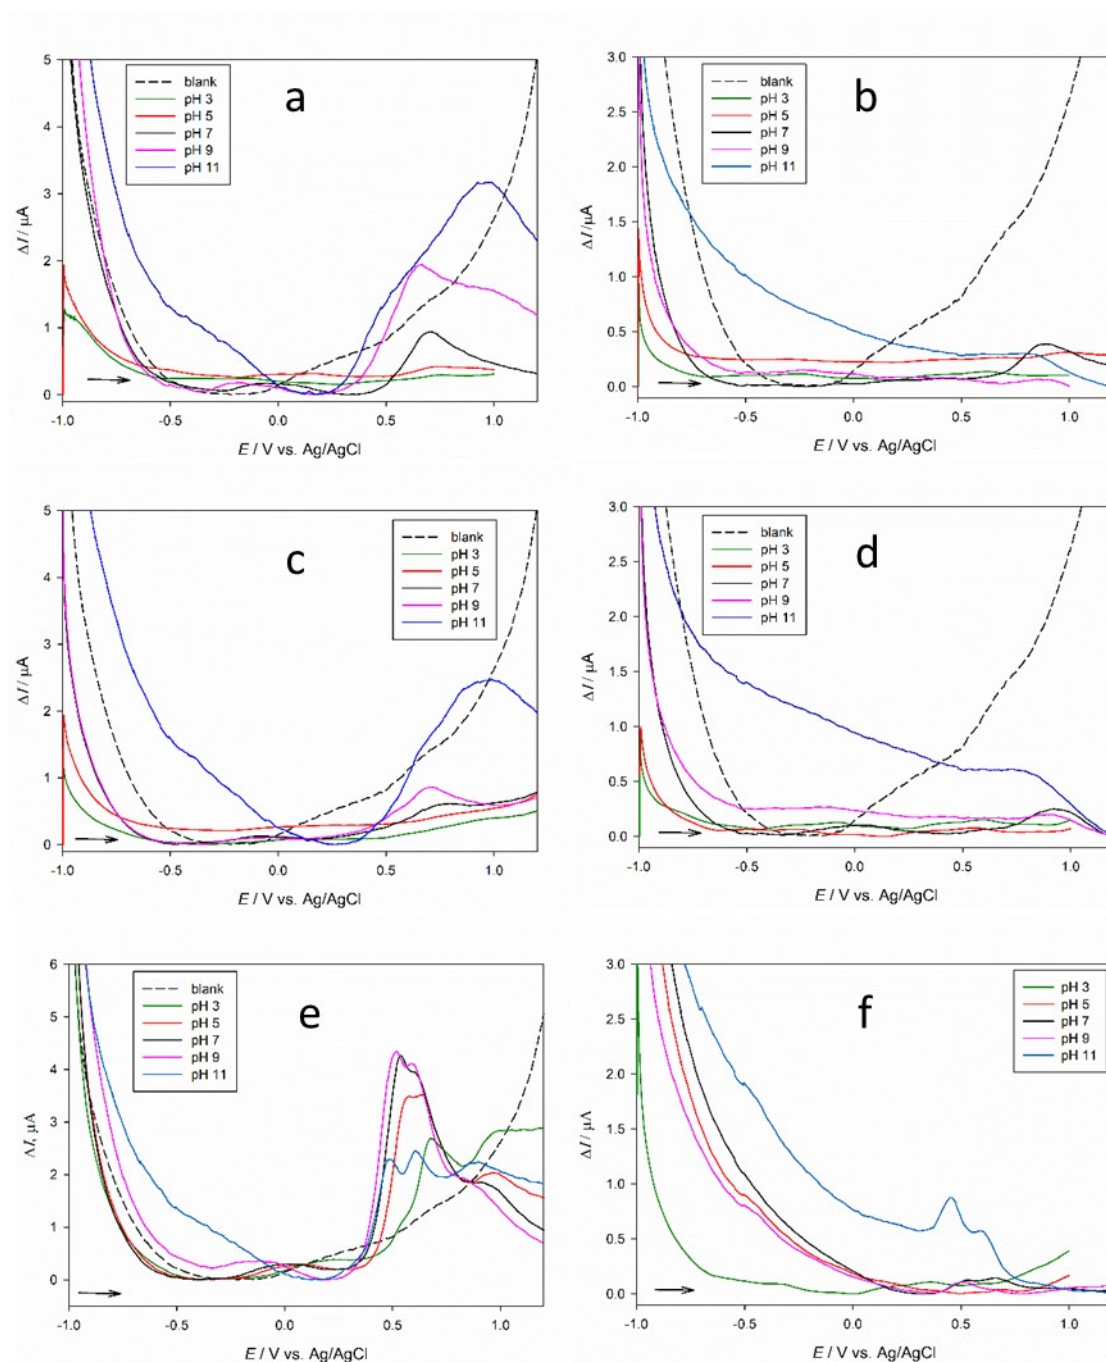 a
5
4
3
2
1
0
ΔI / µA
blank
pH 3
pH 5
pH 7
pH 9
pH 11
-1.0 -0.5 0.0 0.5 1.0
E / V vs. Ag/AgCl
b
3.0
2.5
2.0
1.5
1.0
0.5
0.0
ΔI / µA
blank
pH 3
pH 5
pH 7
pH 9
pH 11
-1.0 -0.5 0.0 0.5 1.0
E / V vs. Ag/AgCl
c
5
4
3
2
1
0
ΔI / µA
blank
pH 3
pH 5
pH 7
pH 9
pH 11
-1.0 -0.5 0.0 0.5 1.0
E / V vs. Ag/AgCl
d
3.0
2.5
2.0
1.5
1.0
0.5
0.0
ΔI / µA
blank
pH 3
pH 5
pH 7
pH 9
pH 11
-1.0 -0.5 0.0 0.5 1.0
E / V vs. Ag/AgCl
e
6
5
4
3
2
1
0
ΔI, µA
blank
pH 3
pH 5
pH 7
pH 9
pH 11
-1.0 -0.5 0.0 0.5 1.0
E / V vs. Ag/AgCl
f
3.0
2.5
2.0
1.5
1.0
0.5
0.0
ΔI / µA
pH 3
pH 5
pH 7
pH 9
pH 11
-1.0 -0.5 0.0 0.5 1.0
E / V vs. Ag/AgCl